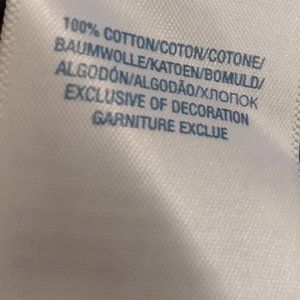 100% COTTON/COTON/COTONE/
BAUMWOLLE/KATOEN/BOMULD/
ALGODÓN/ALGODÃO/ХЛОПОК
EXCLUSIVE OF DECORATION
GARNITURE EXCLUE